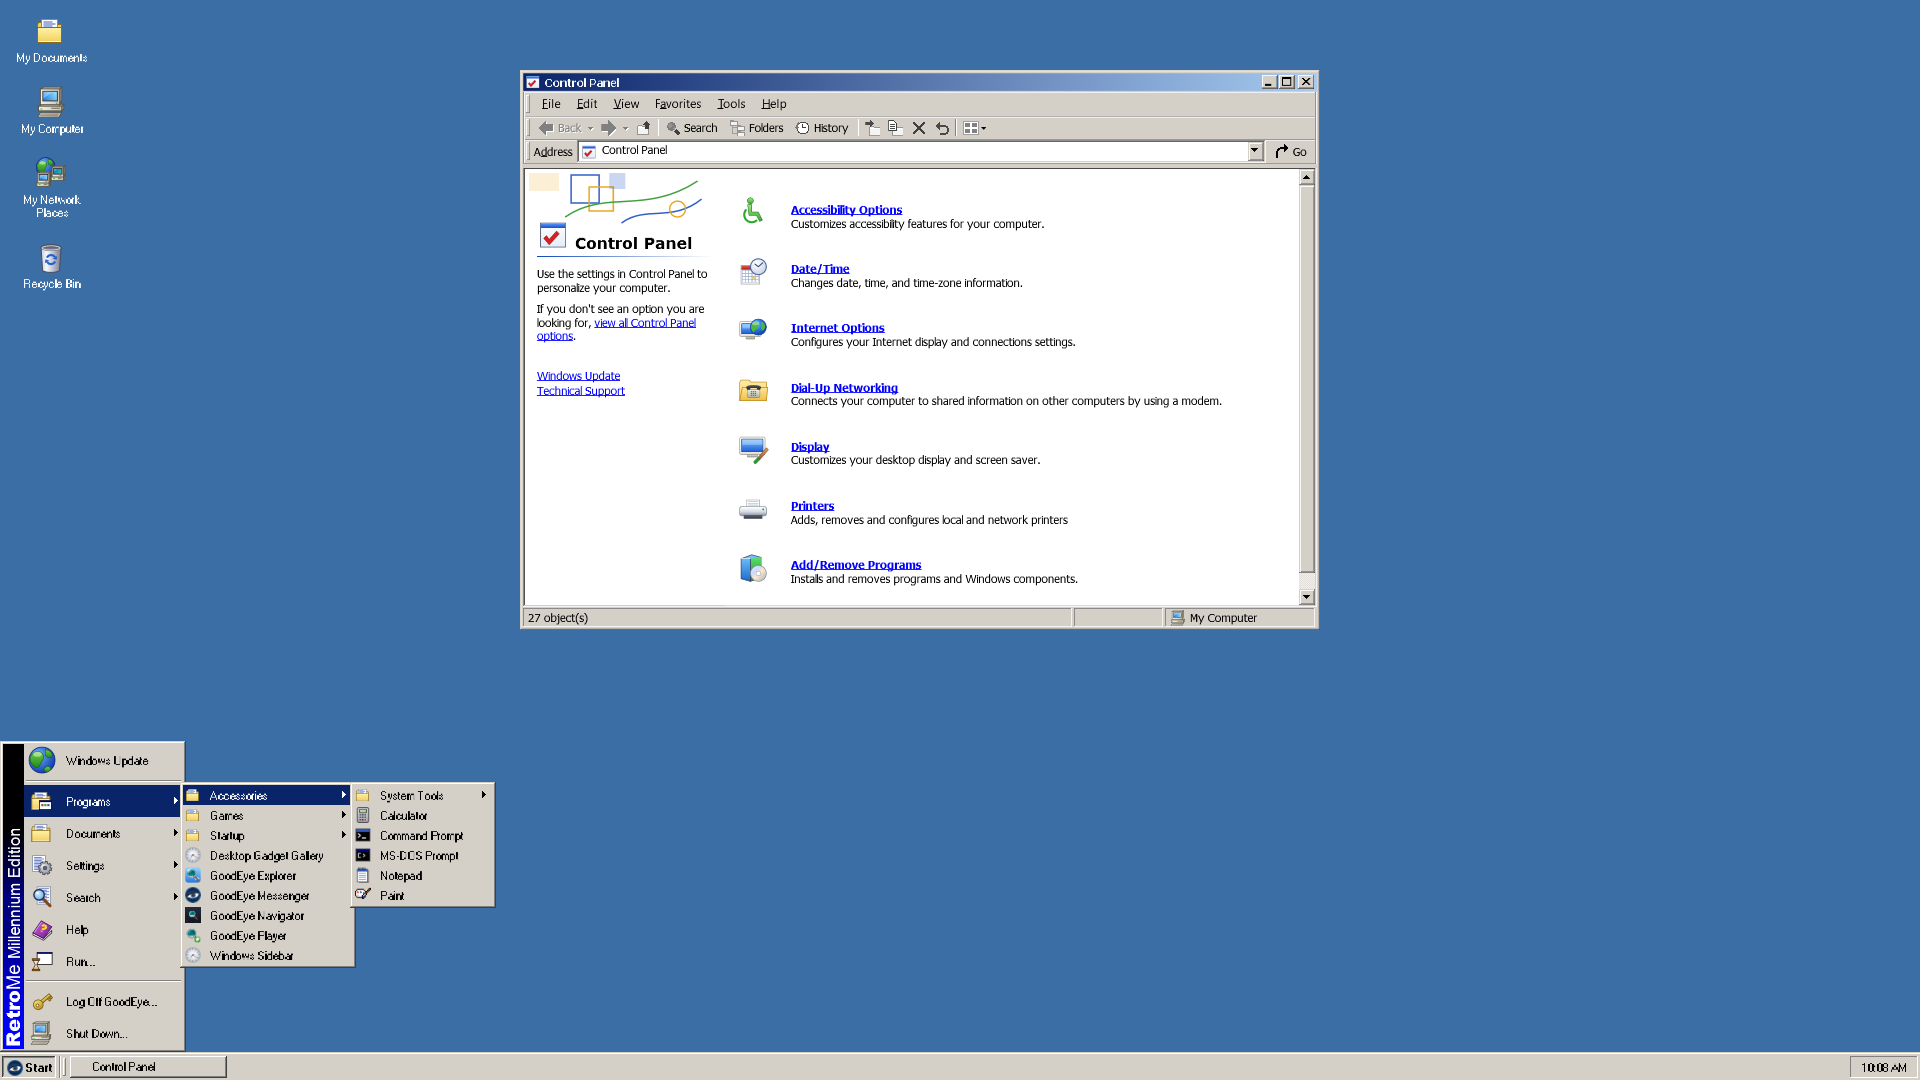 My Documents
My Computer
My Network
Places
Recycle Bin
Control Panel
File Edit View Favorites Tools Help
Back Search Folders History
Address Control Panel Go
Control Panel
Use the settings in Control Panel to
personalize your computer.
If you don't see an option you are
looking for, view all Control Panel
options.
Windows Update
Technical Support
Accessibility Options
Customizes accessibility features for your computer.
Date/Time
Changes date, time, and time-zone information.
Internet Options
Configures your Internet display and connections settings.
Dial-Up Networking
Connects your computer to shared information on other computers by using a modem.
Display
Customizes your desktop display and screen saver.
Printers
Adds, removes and configures local and network printers
Add/Remove Programs
Installs and removes programs and Windows components.
27 object(s)
My Computer
RetroMe Millennium Edition
Windows Update
Programs
Documents
Settings
Search
Help
Run...
Log Off GoodEye...
Shut Down...
Accessories
Games
Startup
Desktop Gadget Gallery
GoodEye Explorer
GoodEye Messenger
GoodEye Navigator
GoodEye Player
Windows Sidebar
System Tools
Calculator
Command Prompt
MS-DOS Prompt
Notepad
Paint
Start
Control Panel
10:08 AM